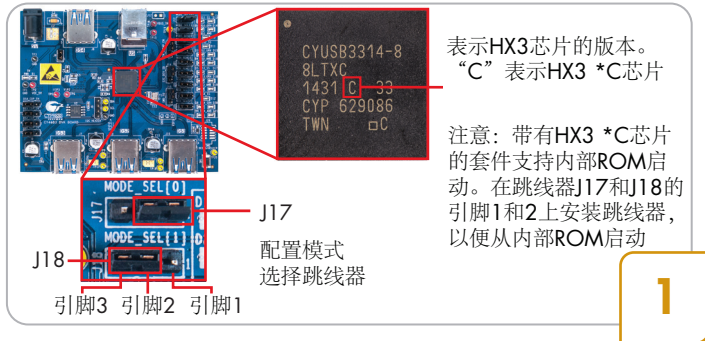 CYUSB3314-8
8LTXC
1431 C 33
CYP 629086
TWN □C
表示HX3芯片的版本。
“C”表示HX3 *C芯片
注意：带有HX3 *C芯片
的套件支持内部ROM启
动。在跳线器J17和J18的
引脚1和2上安装跳线器，
以便从内部ROM启动
MODE_SEL[0]
J17
MODE_SEL[1]
1
J17
J18
配置模式
选择跳线器
引脚3 引脚2 引脚1
1